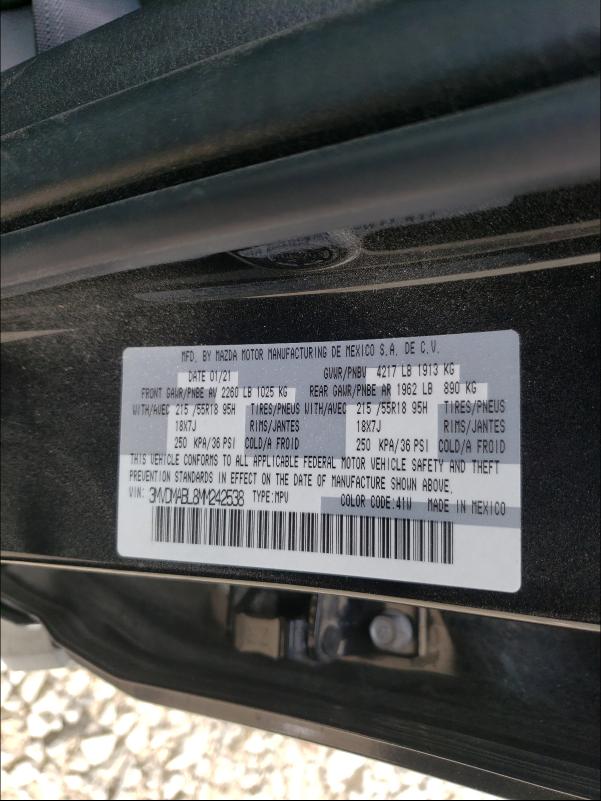 MFD. BY MAZDA MOTOR MANUFACTURING DE MEXICO S.A. DE C.V.
DATE 01/21 GVWR/PNBV 4217 LB 1913 KG
FRONT GAWR/PNBE AV 2260 LB 1025 KG REAR GAWR/PNBE AR 1962 LB 890 KG
WITH/AVEC 215 /55R18 95H TIRES/PNEUS WITH/AVEC 215 /55R18 95H TIRES/PNEUS
18X7J RIMS/JANTES 18X7J RIMS/JANTES
250 KPA/36 PSI COLD/A FROID 250 KPA/36 PSI COLD/A FROID
THIS VEHICLE CONFORMS TO ALL APPLICABLE FEDERAL MOTOR VEHICLE SAFETY AND THEFT
PREVENTION STANDARDS IN EFFECT ON THE DATE OF MANUFACTURE SHOWN ABOVE.
VIN: 3MVDMABL8MM242538 TYPE:MPV COLOR CODE:41W MADE IN MEXICO